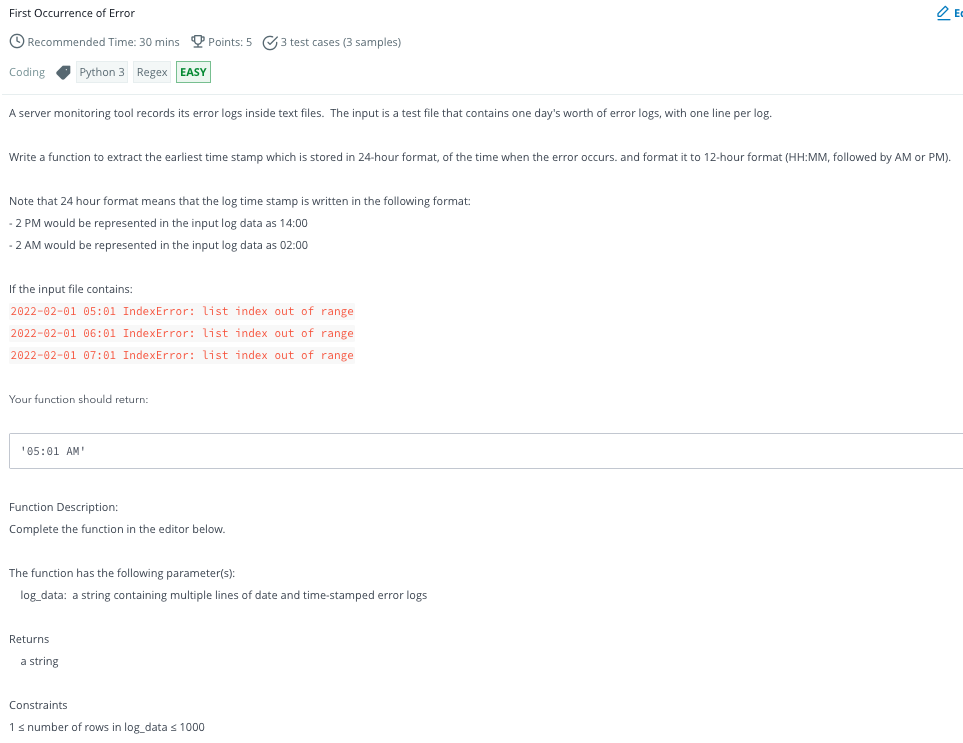 First Occurrence of Error
Recommended Time: 30 mins Points: 5 3 test cases (3 samples)
Coding Python 3 Regex EASY
A server monitoring tool records its error logs inside text files. The input is a test file that contains one day's worth of error logs, with one line per log.
Write a function to extract the earliest time stamp which is stored in 24-hour format, of the time when the error occurs. and format it to 12-hour format (HH:MM, followed by AM or PM).
Note that 24 hour format means that the log time stamp is written in the following format:
- 2 PM would be represented in the input log data as 14:00
- 2 AM would be represented in the input log data as 02:00
If the input file contains:
2022-02-01 05:01 IndexError: list index out of range
2022-02-01 06:01 IndexError: list index out of range
2022-02-01 07:01 IndexError: list index out of range
Your function should return:
'05:01 AM'
Function Description:
Complete the function in the editor below.
The function has the following parameter(s):
log_data: a string containing multiple lines of date and time-stamped error logs
Returns
a string
Constraints
1 ≤ number of rows in log_data ≤ 1000